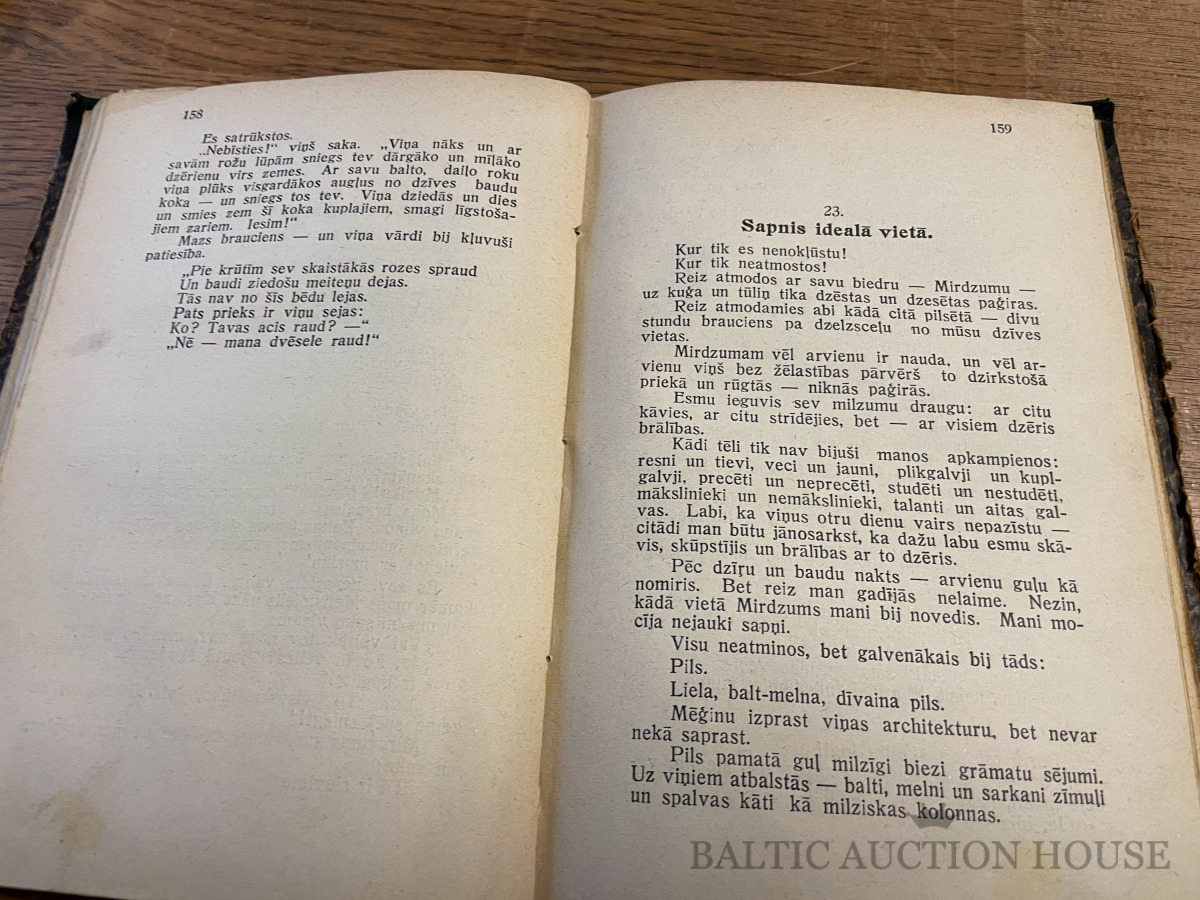 158
Es satrūkstos.
„Nebīsties!“ viņš saka. „Viņa nāks un ar
savām rožu lūpām sniegs tev dārgāko un mīļāko
dzērienu virs zemes. Ar savu balto, daiļo roku
viņa plūks visgardākos augļus no dzīves baudu
koka — un sniegs tos tev. Viņa dziedās un dies
un smies zem šī koka kuplajiem, smagi līgstoša-
jiem zariem. Iesim!“
Mazs brauciens — un viņa vārdi bij kļuvuši
patiesība.
„Pie krūtīm sev skaistākās rozes spraud
Un baudi ziedošu meiteņu dejas.
Tās nav no šīs bēdu lejas.
Pats prieks ir viņu sejas:
Ko? Tavas acis raud? —“
„Nē — mana dvēsele raud!“
159
23.
Sapnis ideālā vietā.
Kur tik es nenokļūstu!
Kur tik neatmostos!
Reiz atmodos ar savu biedru — Mirdzumu —
uz kuģa un tūliņ tika dzēstas un dzesētas paģiras.
Reiz atmodamies abi kādā citā pilsētā — divu
stundu brauciens pa dzelzsceļu no mūsu dzīves
vietas.
Mirdzumam vēl arvienu ir nauda, un vēl ar-
vienu viņš bez žēlastības pārvērš to dzirkstošā
priekā un rūgtās — niknās paģirās.
Esmu ieguvis sev milzumu draugu: ar citu
kāvies, ar citu strīdējies, bet — ar visiem dzēris
brālības.
Kādi tēli tik nav bijuši manos apkampienos:
resni un tievi, veci un jauni, plikgalvji un kupl-
galvji, precēti un neprecēti, studēti un nestudēti,
mākslinieki un nemākslinieki, talanti un aitas gal-
vas. Labi, ka viņus otru dienu vairs nepazīstu —
citādi man būtu jānosarkst, ka dažu labu esmu skā-
vis, skūpstījis un brālības ar to dzēris.
Pēc dzīŗu un baudu nakts — arvienu guļu kā
nomiris. Bet reiz man gadījās nelaime. Nezin,
kādā vietā Mirdzums mani bij novedis. Mani mo-
cīja nejauki sapņi.
Visu neatminos, bet galvenākais bij tāds:
Pils.
Liela, balt-melna, dīvaina pils.
Mēģinu izprast viņas architekturu, bet nevar
nekā saprast.
Pils pamatā guļ milzīgi biezi grāmatu sējumi.
Uz viņiem atbalstās — balti, melni un sarkani zīmuļi
un spalvas kāti kā milziskas kolonnas.
BALTIC AUCTION HOUSE